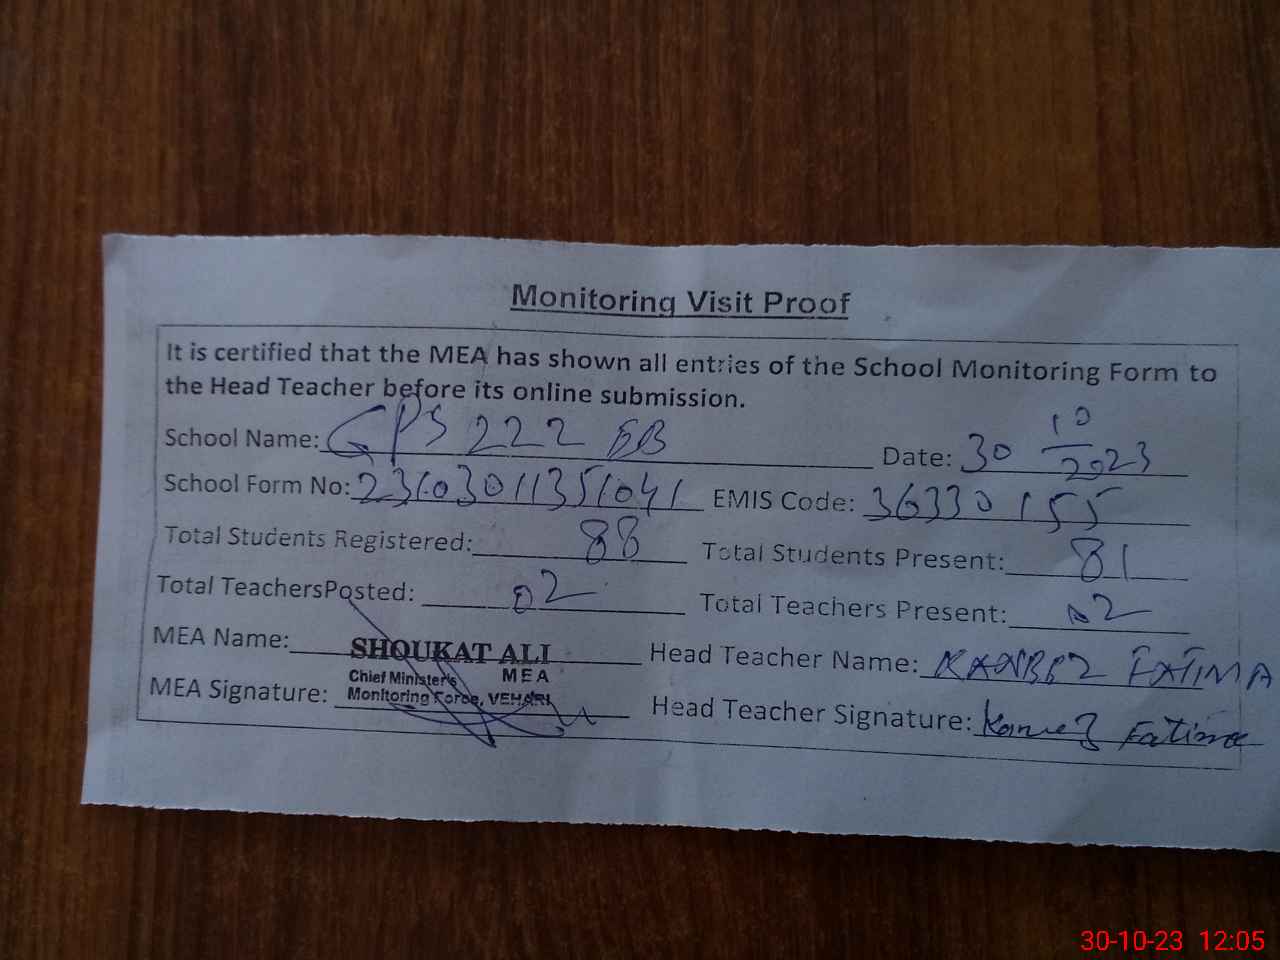 Monitoring Visit Proof
It is certified that the MEA has shown all entries of the School Monitoring Form to
the Head Teacher before its online submission.
School Name: GPS 222 EB Date: 30 10/2023
School Form No: 23103011351041 EMIS Code: 36330155
Total Students Registered: 88 Total Students Present: 81
Total TeachersPosted: 02 Total Teachers Present: 02
MEA Name: SHOUKAT ALI Head Teacher Name: FATIMA
Chief Minister's MEA
MEA Signature: Monitoring Force, VEHARI Head Teacher Signature: Kaneez Fatima
30-10-23 12:05